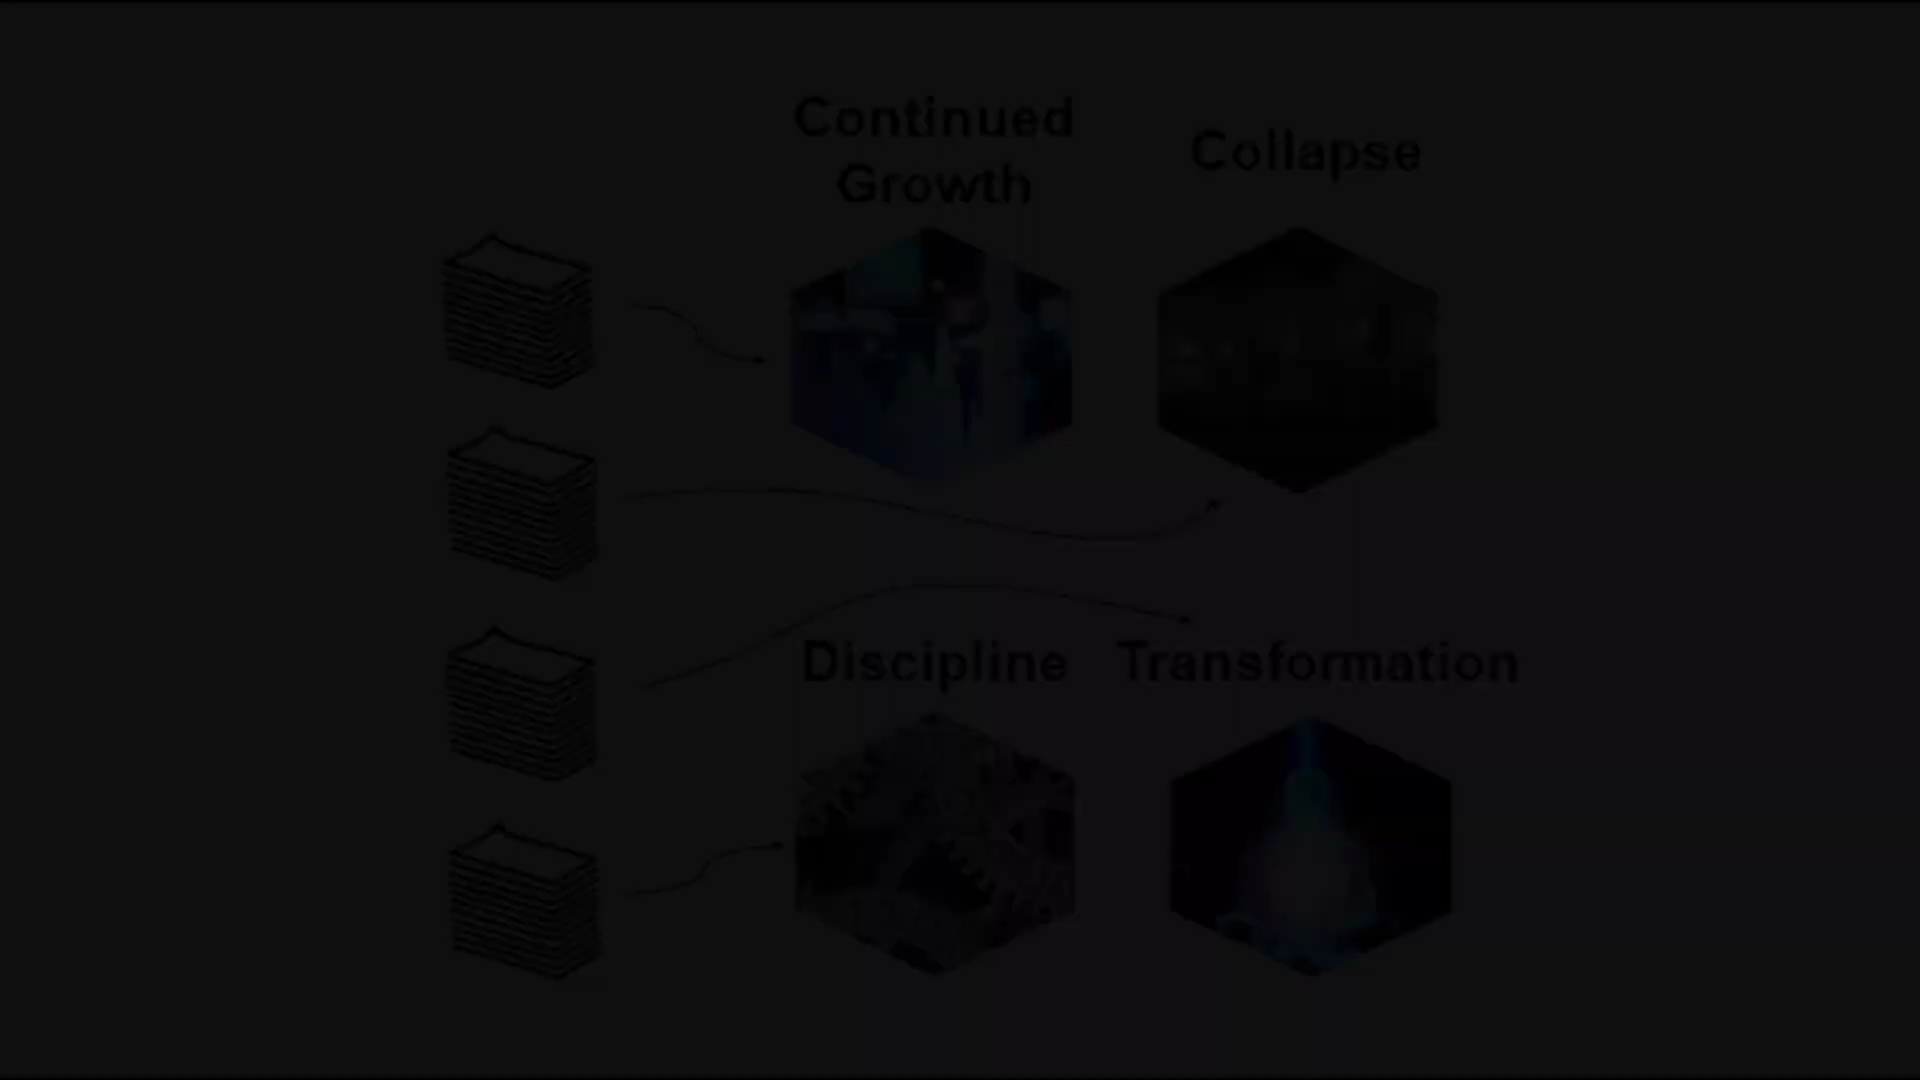 Continued
Growth
Collapse
Discipline
Transformation